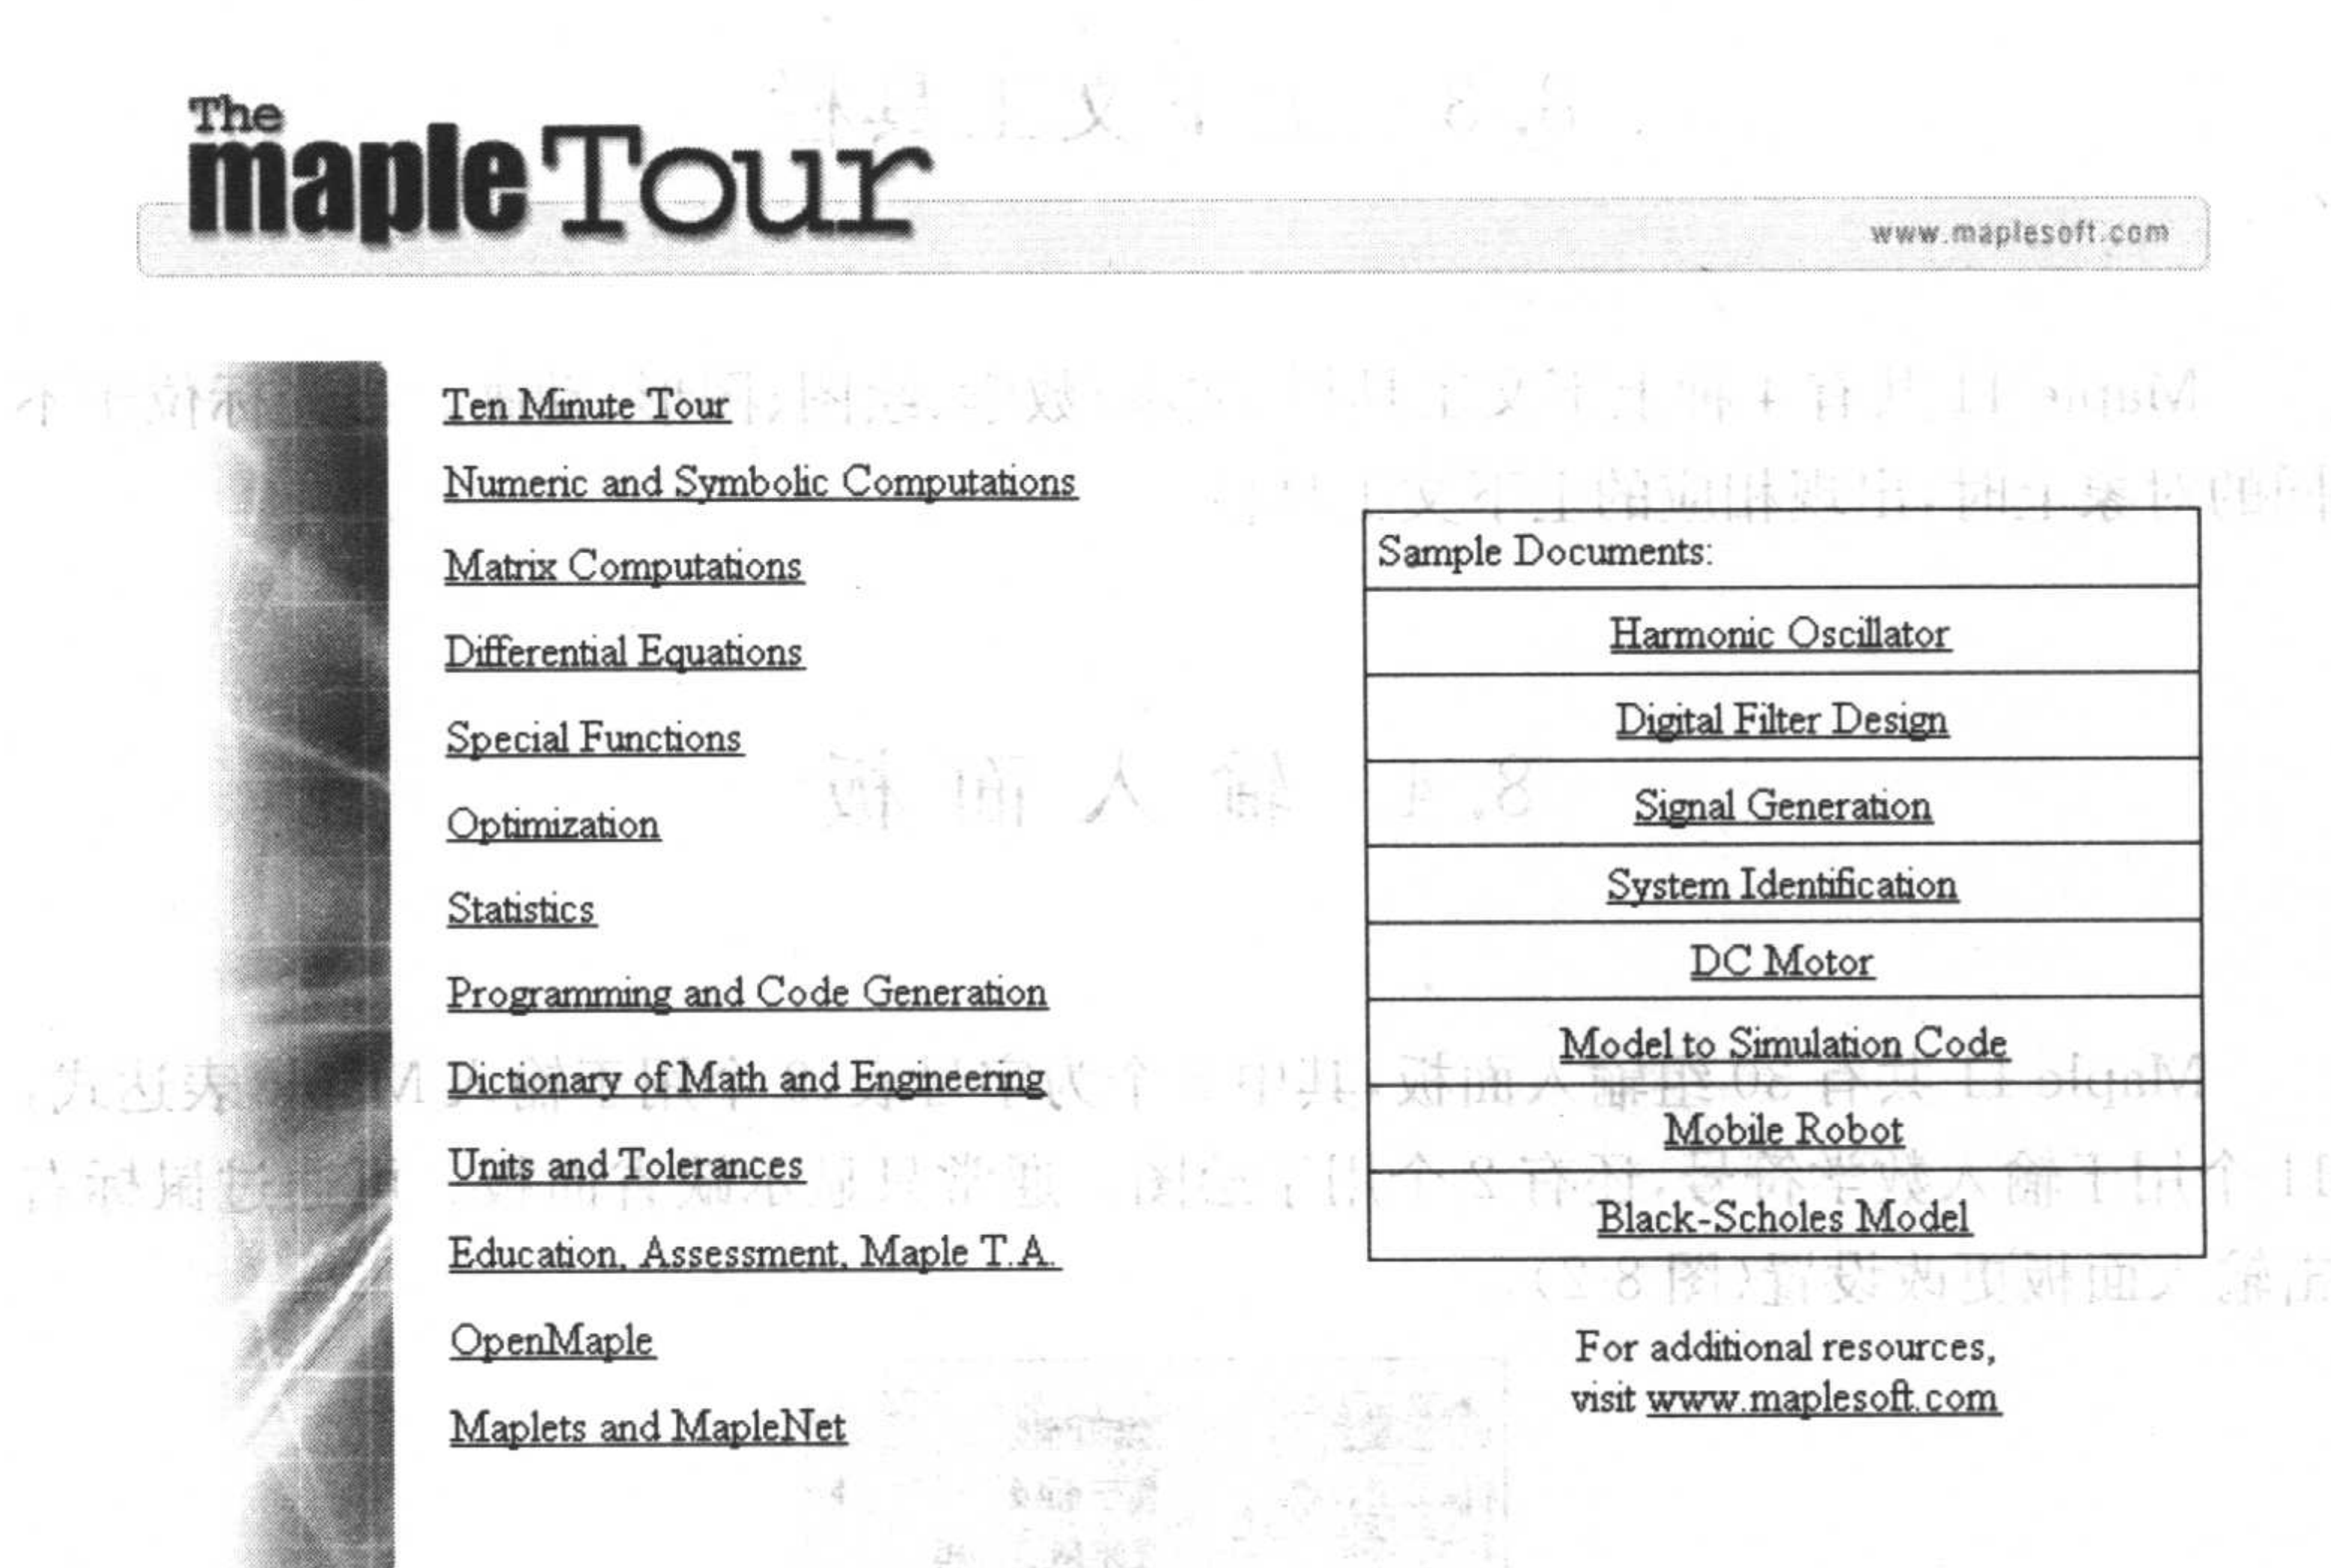 The
maple Tour
www.maplesoft.com
Ten Minute Tour
Numeric and Symbolic Computations
Matrix Computations
Differential Equations
Special Functions
Optimization
Statistics
Programming and Code Generation
Dictionary of Math and Engineering
Units and Tolerances
Education, Assessment, Maple T.A.
OpenMaple
Maplets and MapleNet
Sample Documents:
Harmonic Oscillator
Digital Filter Design
Signal Generation
System Identification
DC Motor
Model to Simulation Code
Mobile Robot
Black-Scholes Model
For additional resources,
visit www.maplesoft.com